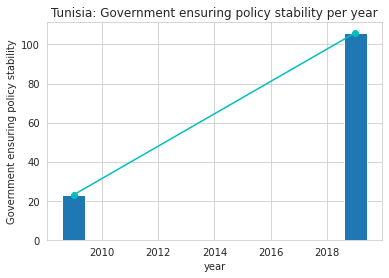 Tunisia: Government ensuring policy stability per year
Government ensuring policy stability
100
80
60
40
20
0
2010 2012 2014 2016 2018
year